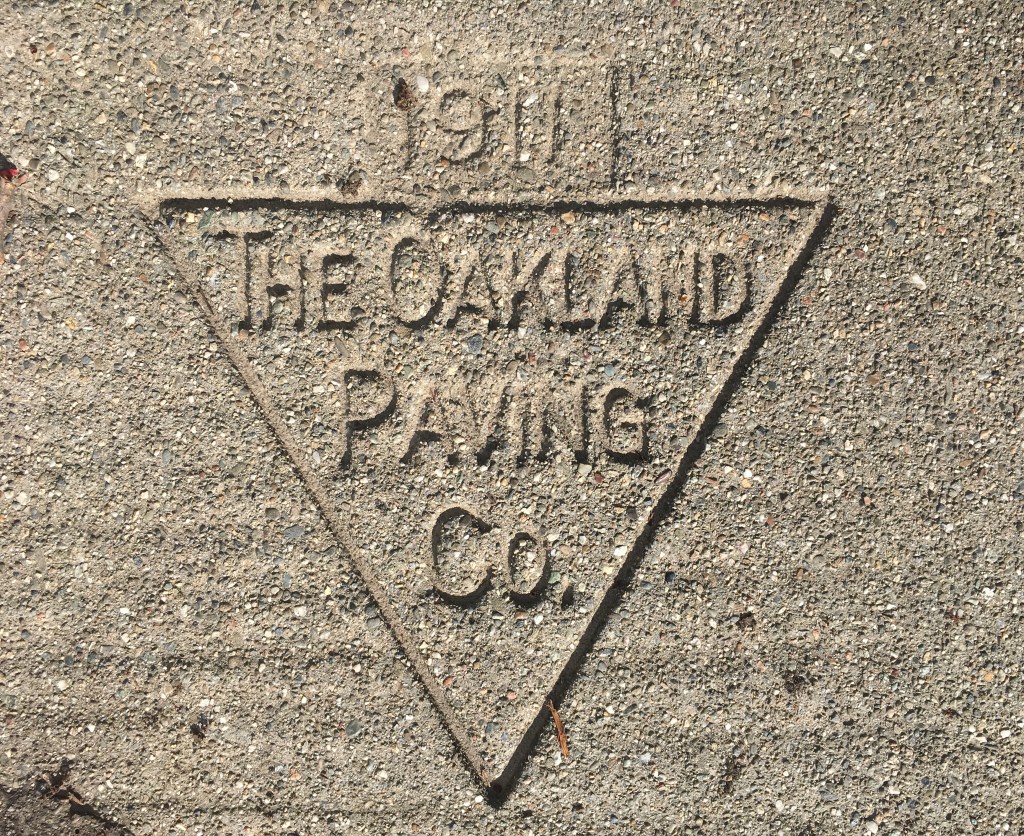 1911
THE OAKLAND
PAVING
CO.